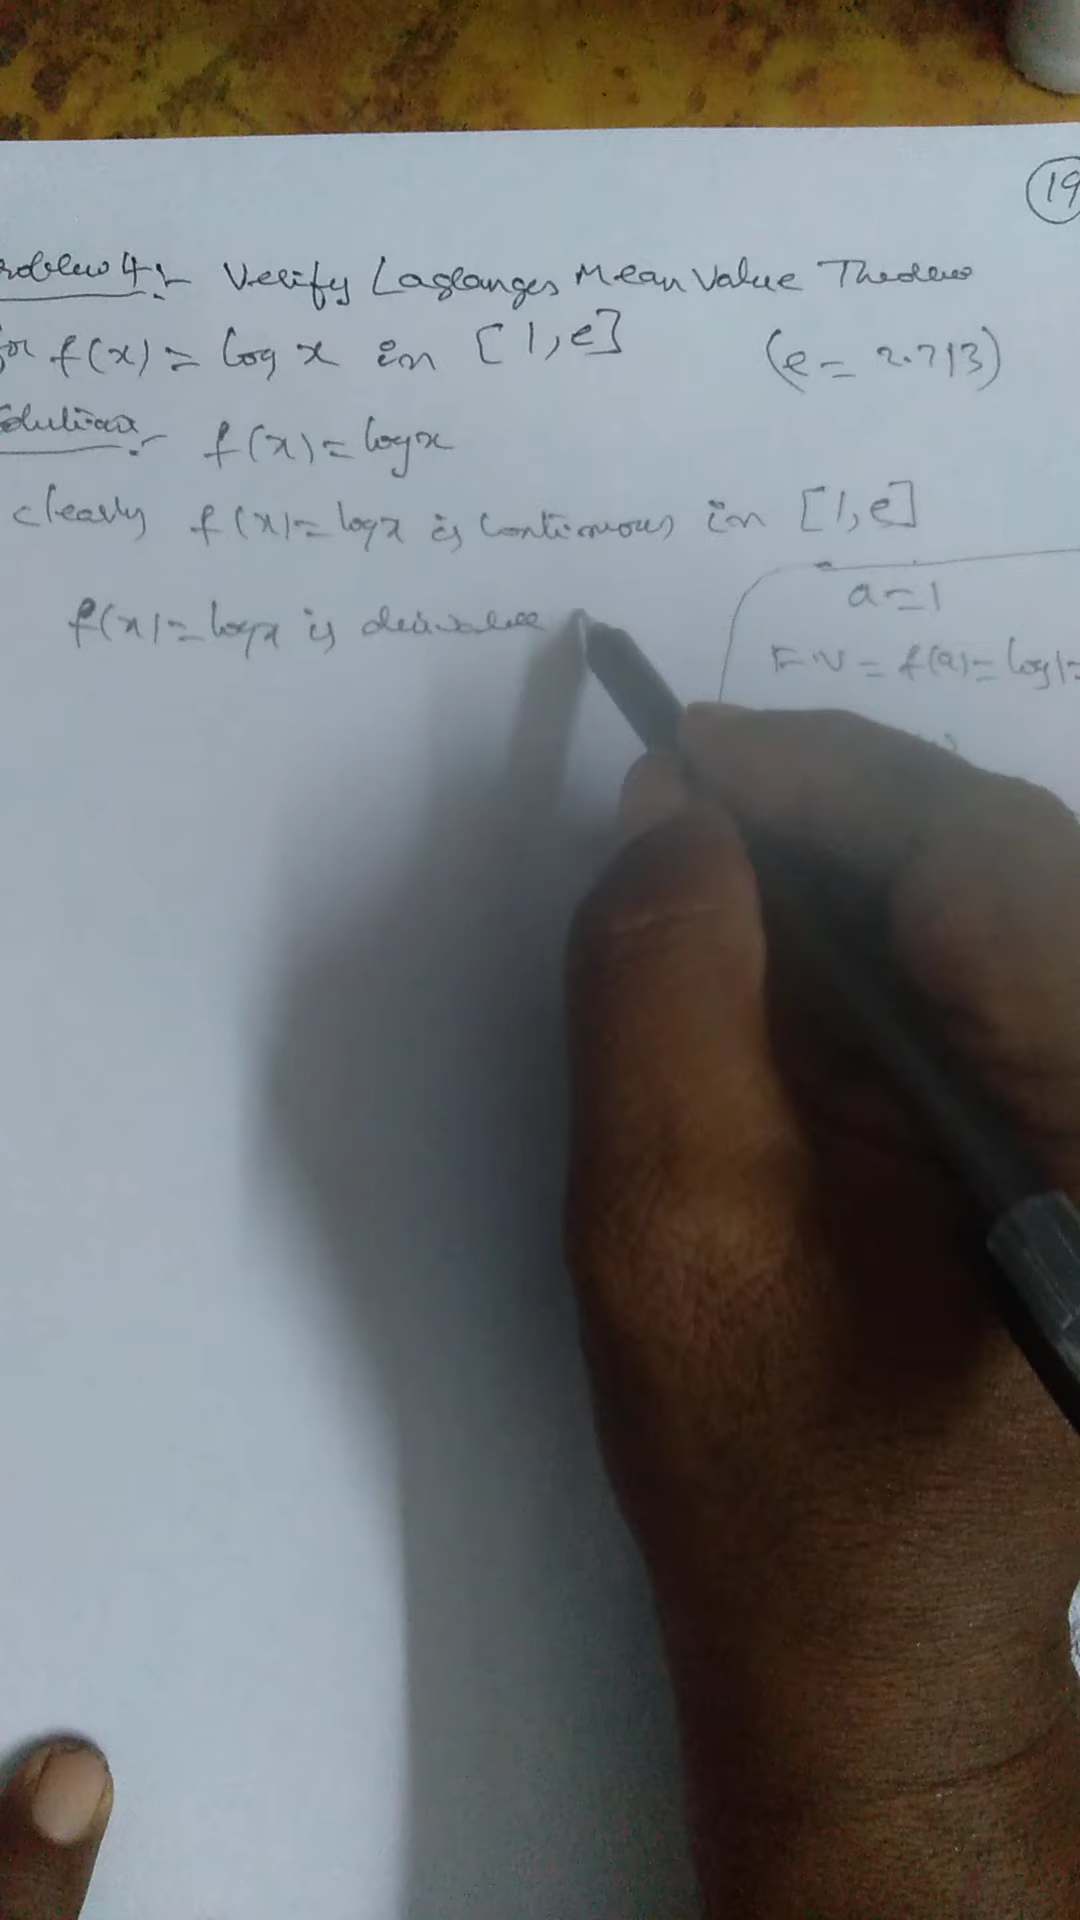 19
roblem 4:- Verify Lagranges Mean Value Theorem
for f(x) = log x in [1, e] (e = 2.713)
Solution:- f(x) = log x
clearly f(x) = log x is continuous in [1, e]
a = 1
f(x) = log x is derivable
F.V = f(a) = log 1 =